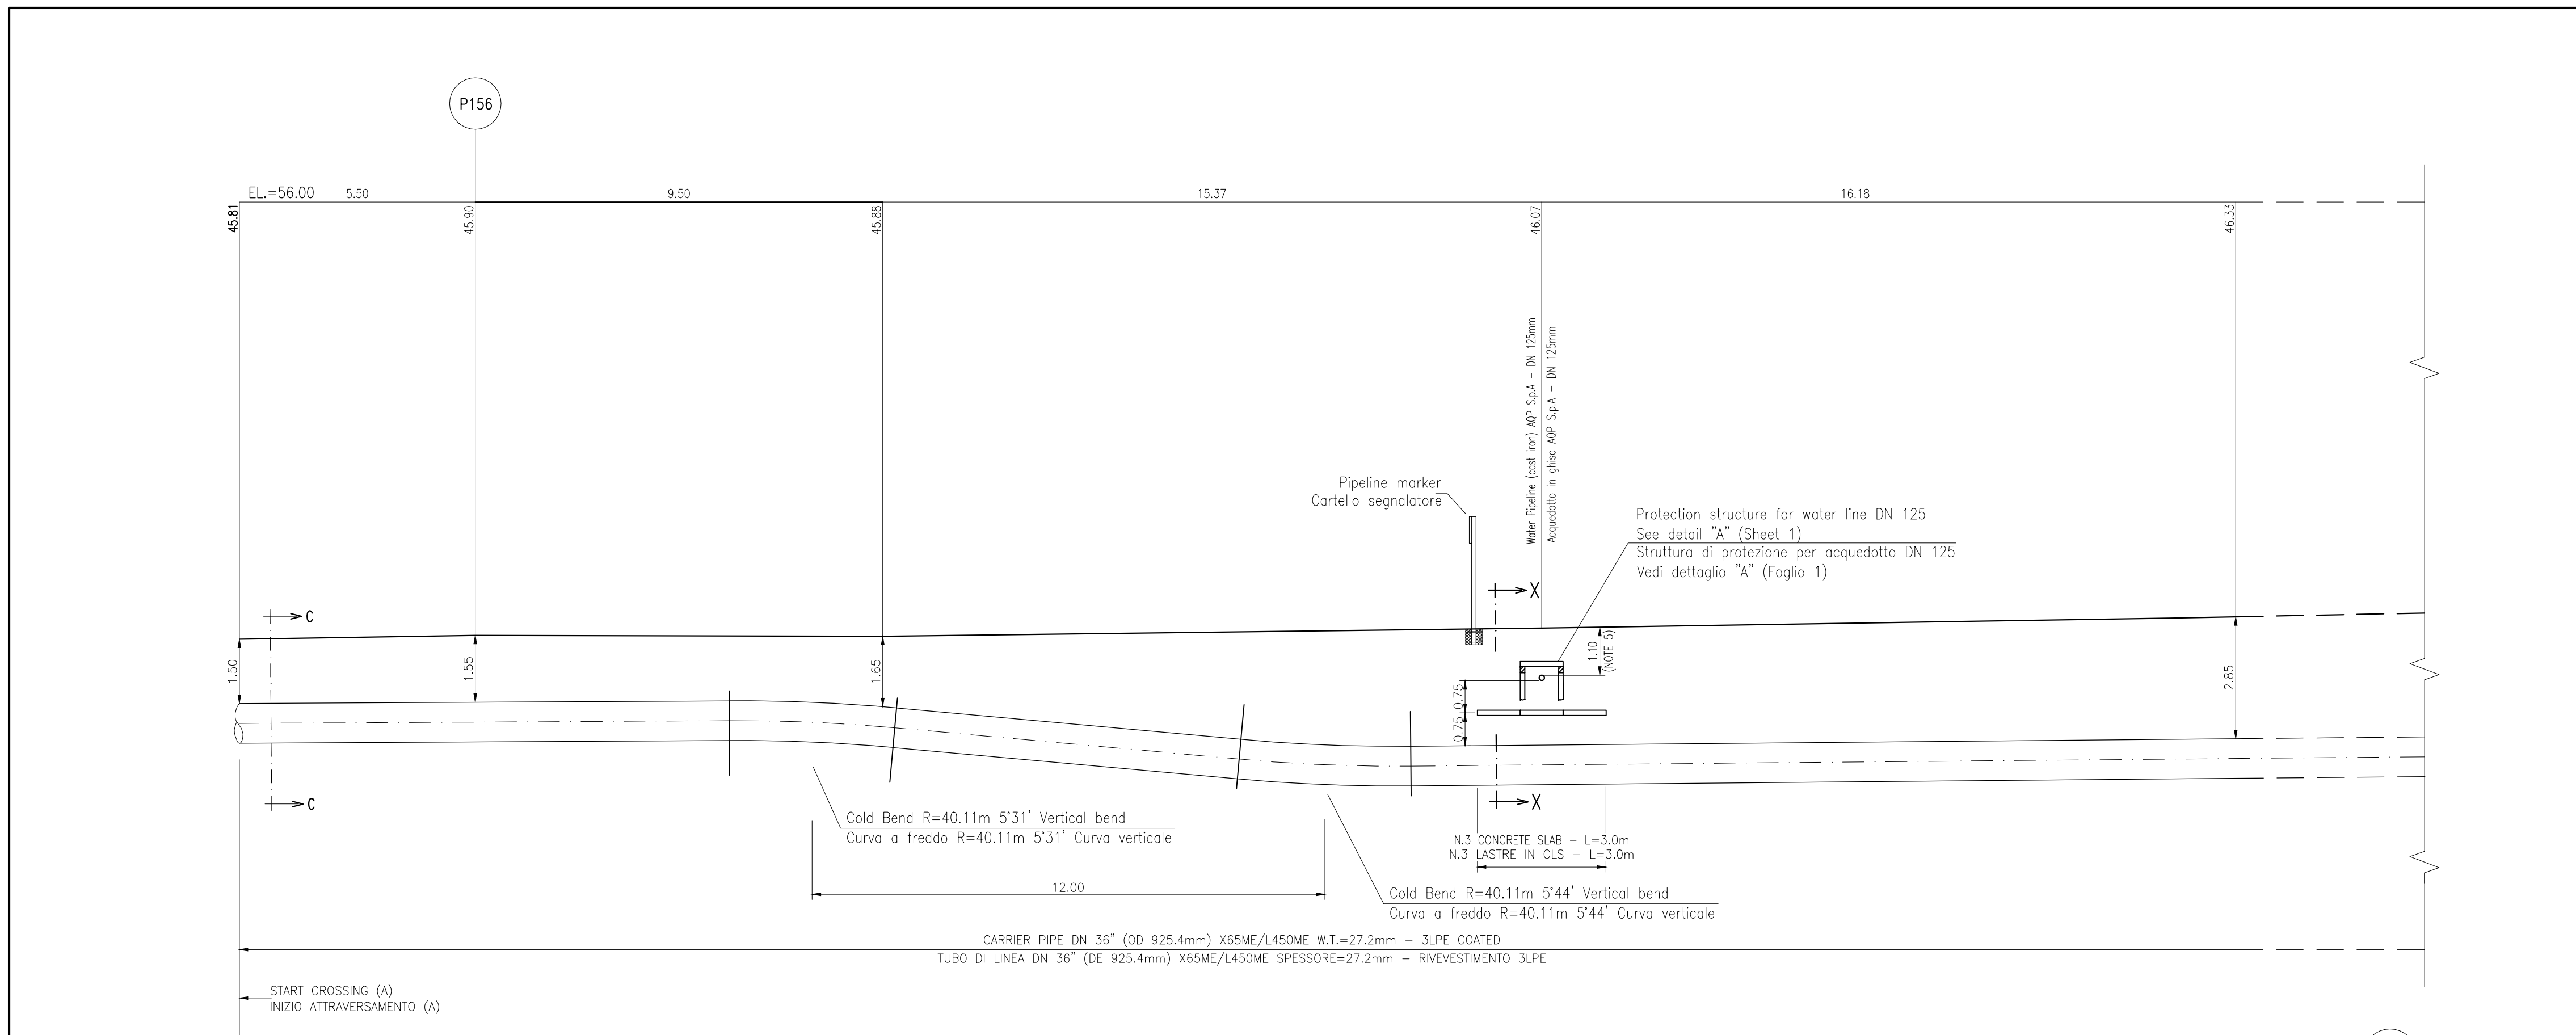 P156
EL.=56.00
5.50
9.50
15.37
16.18
45.81
45.90
45.88
46.07
46.33
Water Pipeline (cast iron) AQP S.p.A - DN 125mm
Acquedotto in ghisa AQP S.p.A - DN 125mm
Pipeline marker
Cartello segnalatore
Protection structure for water line DN 125
See detail "A" (Sheet 1)
Struttura di protezione per acquedotto DN 125
Vedi dettaglio "A" (Foglio 1)
X
C
1.50
1.55
1.65
1.10
(NOTE 5)
0.75
0.75
2.85
C
X
Cold Bend R=40.11m 5°31' Vertical bend
Curva a freddo R=40.11m 5°31' Curva verticale
N.3 CONCRETE SLAB - L=3.0m
N.3 LASTRE IN CLS - L=3.0m
12.00
Cold Bend R=40.11m 5°44' Vertical bend
Curva a freddo R=40.11m 5°44' Curva verticale
CARRIER PIPE DN 36" (OD 925.4mm) X65ME/L450ME W.T.=27.2mm - 3LPE COATED
TUBO DI LINEA DN 36" (DE 925.4mm) X65ME/L450ME SPESSORE=27.2mm - RIVEVESTIMENTO 3LPE
START CROSSING (A)
INIZIO ATTRAVERSAMENTO (A)